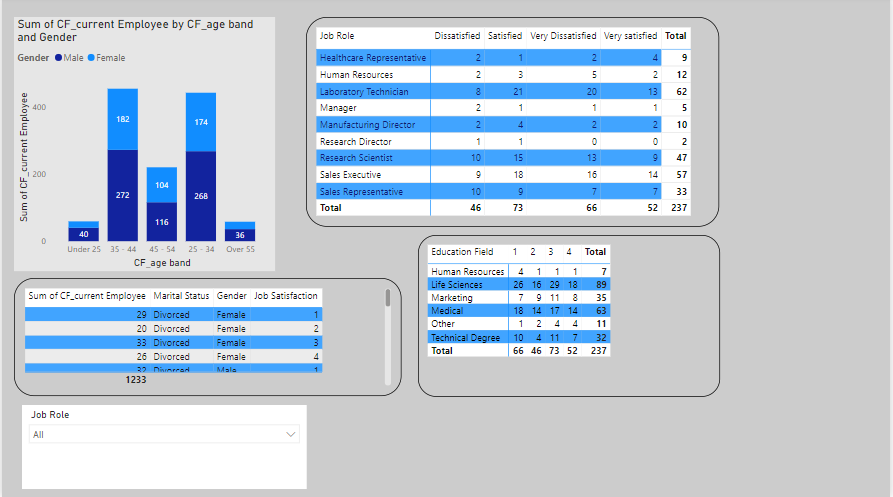 Sum of CF_current Employee by CF_age band
and Gender
Gender Male Female
Sum of CF_current Employee
400
200
0
182
272
174
268
104
116
40
36
Under 25 35 - 44 45 - 54 25 - 34 Over 55
CF_age band
Job Role Dissatisfied Satisfied Very Dissatisfied Very satisfied Total
Healthcare Representative 2 1 2 4 9
Human Resources 2 3 5 2 12
Laboratory Technician 8 21 20 13 62
Manager 2 1 1 1 5
Manufacturing Director 2 4 2 2 10
Research Director 1 1 0 0 2
Research Scientist 10 15 13 9 47
Sales Executive 9 18 16 14 57
Sales Representative 10 9 7 7 33
Total 46 73 66 52 237
Education Field 1 2 3 4 Total
Human Resources 4 1 1 1 7
Life Sciences 26 16 29 18 89
Marketing 7 9 11 8 35
Medical 18 14 17 14 63
Other 1 2 4 4 11
Technical Degree 10 4 11 7 32
Total 66 46 73 52 237
Sum of CF_current Employee Marital Status Gender Job Satisfaction
29 Divorced Female 1
20 Divorced Female 2
33 Divorced Female 3
26 Divorced Female 4
32 Divorced Male 1
1233
Job Role
All